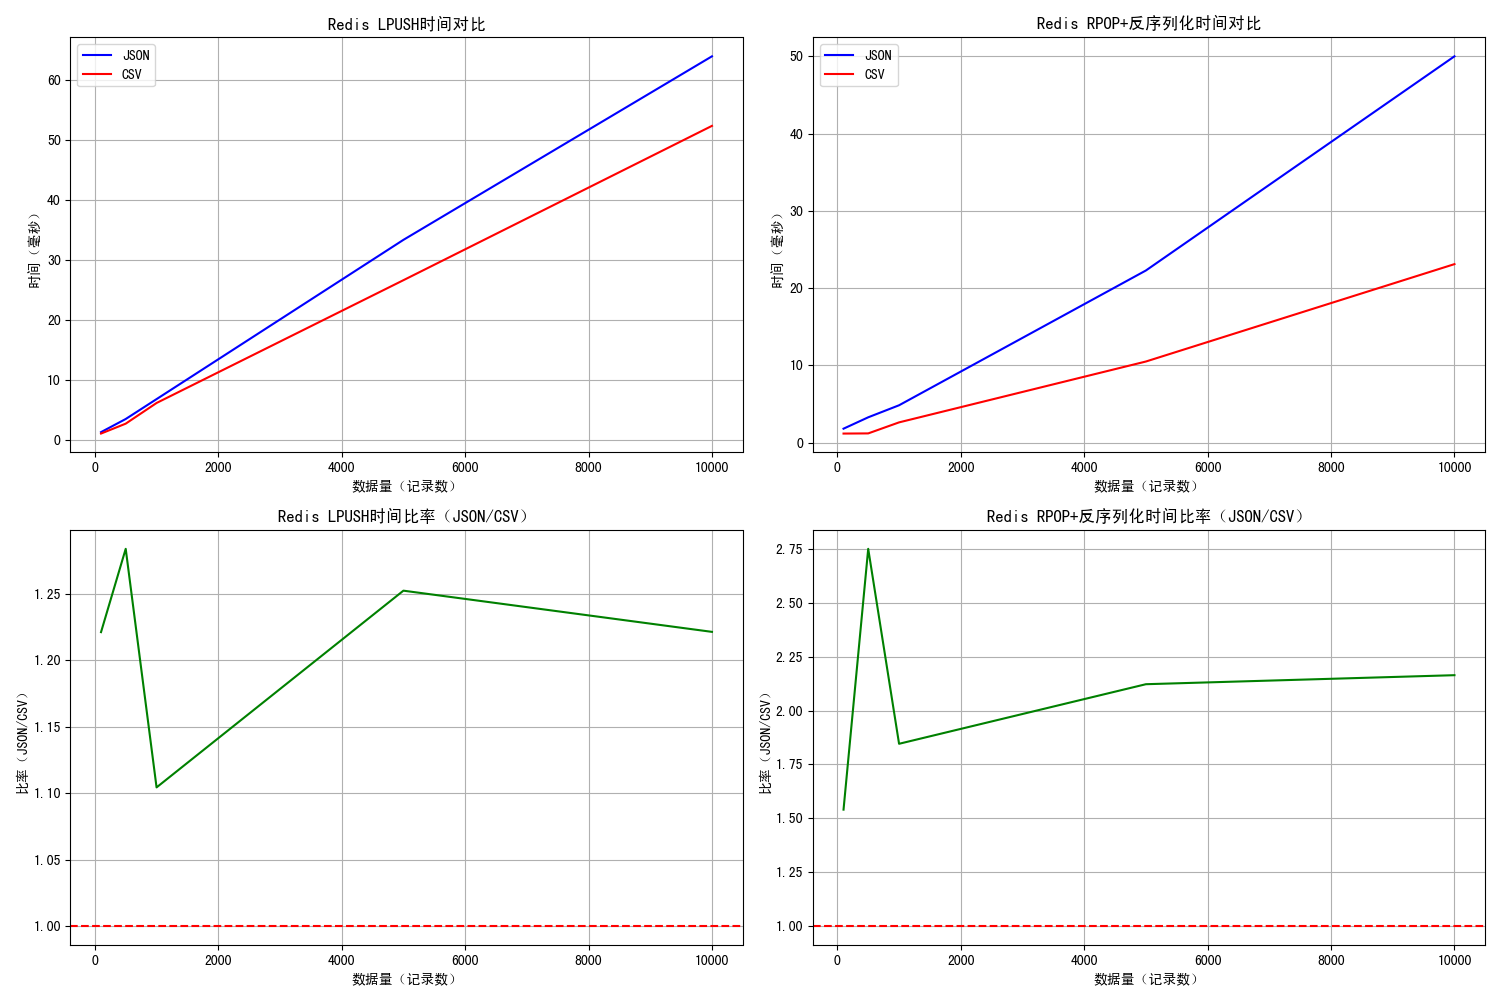 Redis LPUSH时间对比
JSON
CSV
60
50
40
30
20
10
0
时间（毫秒）
0 2000 4000 6000 8000 10000
数据量（记录数）
Redis RPOP+反序列化时间对比
JSON
CSV
50
40
30
20
10
0
时间（毫秒）
0 2000 4000 6000 8000 10000
数据量（记录数）
Redis LPUSH时间比率（JSON/CSV）
1.25
1.20
1.15
1.10
1.05
1.00
比率（JSON/CSV）
0 2000 4000 6000 8000 10000
数据量（记录数）
Redis RPOP+反序列化时间比率（JSON/CSV）
2.75
2.50
2.25
2.00
1.75
1.50
1.25
1.00
比率（JSON/CSV）
0 2000 4000 6000 8000 10000
数据量（记录数）